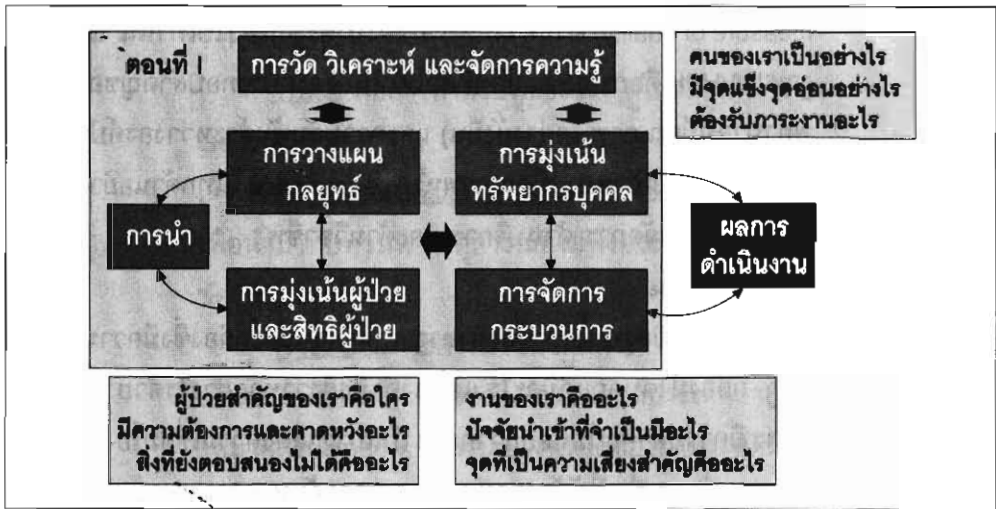 ตอนที่ I
การวัด วิเคราะห์ และจัดการความรู้
คนของเราเป็นอย่างไร
มีจุดแข็งจุดอ่อนอย่างไร
ต้องรับภาระงานอะไร
การวางแผน
กลยุทธ์
การมุ่งเน้น
ทรัพยากรบุคคล
การนำ
ผลการ
ดำเนินงาน
การมุ่งเน้นผู้ป่วย
และสิทธิผู้ป่วย
การจัดการ
กระบวนการ
ผู้ป่วยสำคัญของเราคือใคร
มีความต้องการและคาดหวังอะไร
สิ่งที่ยังตอบสนองไม่ได้คืออะไร
งานของเราคืออะไร
ปัจจัยนำเข้าที่จำเป็นมีอะไร
จุดที่เป็นความเสี่ยงสำคัญคืออะไร